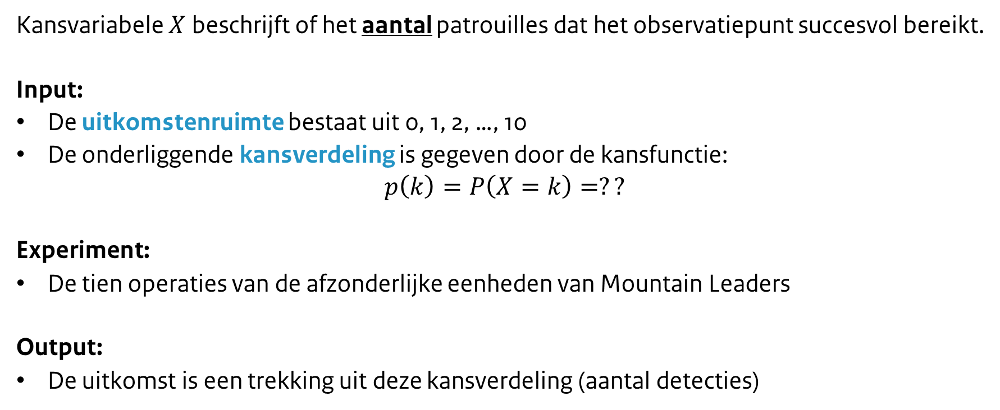 Kansvariabele X beschrijft of het aantal patrouilles dat het observatiepunt succesvol bereikt.
Input:
• De uitkomstenruimte bestaat uit 0, 1, 2, ..., 10
• De onderliggende kansverdeling is gegeven door de kansfunctie:
p(k) = P(X = k) =??
Experiment:
• De tien operaties van de afzonderlijke eenheden van Mountain Leaders
Output:
• De uitkomst is een trekking uit deze kansverdeling (aantal detecties)